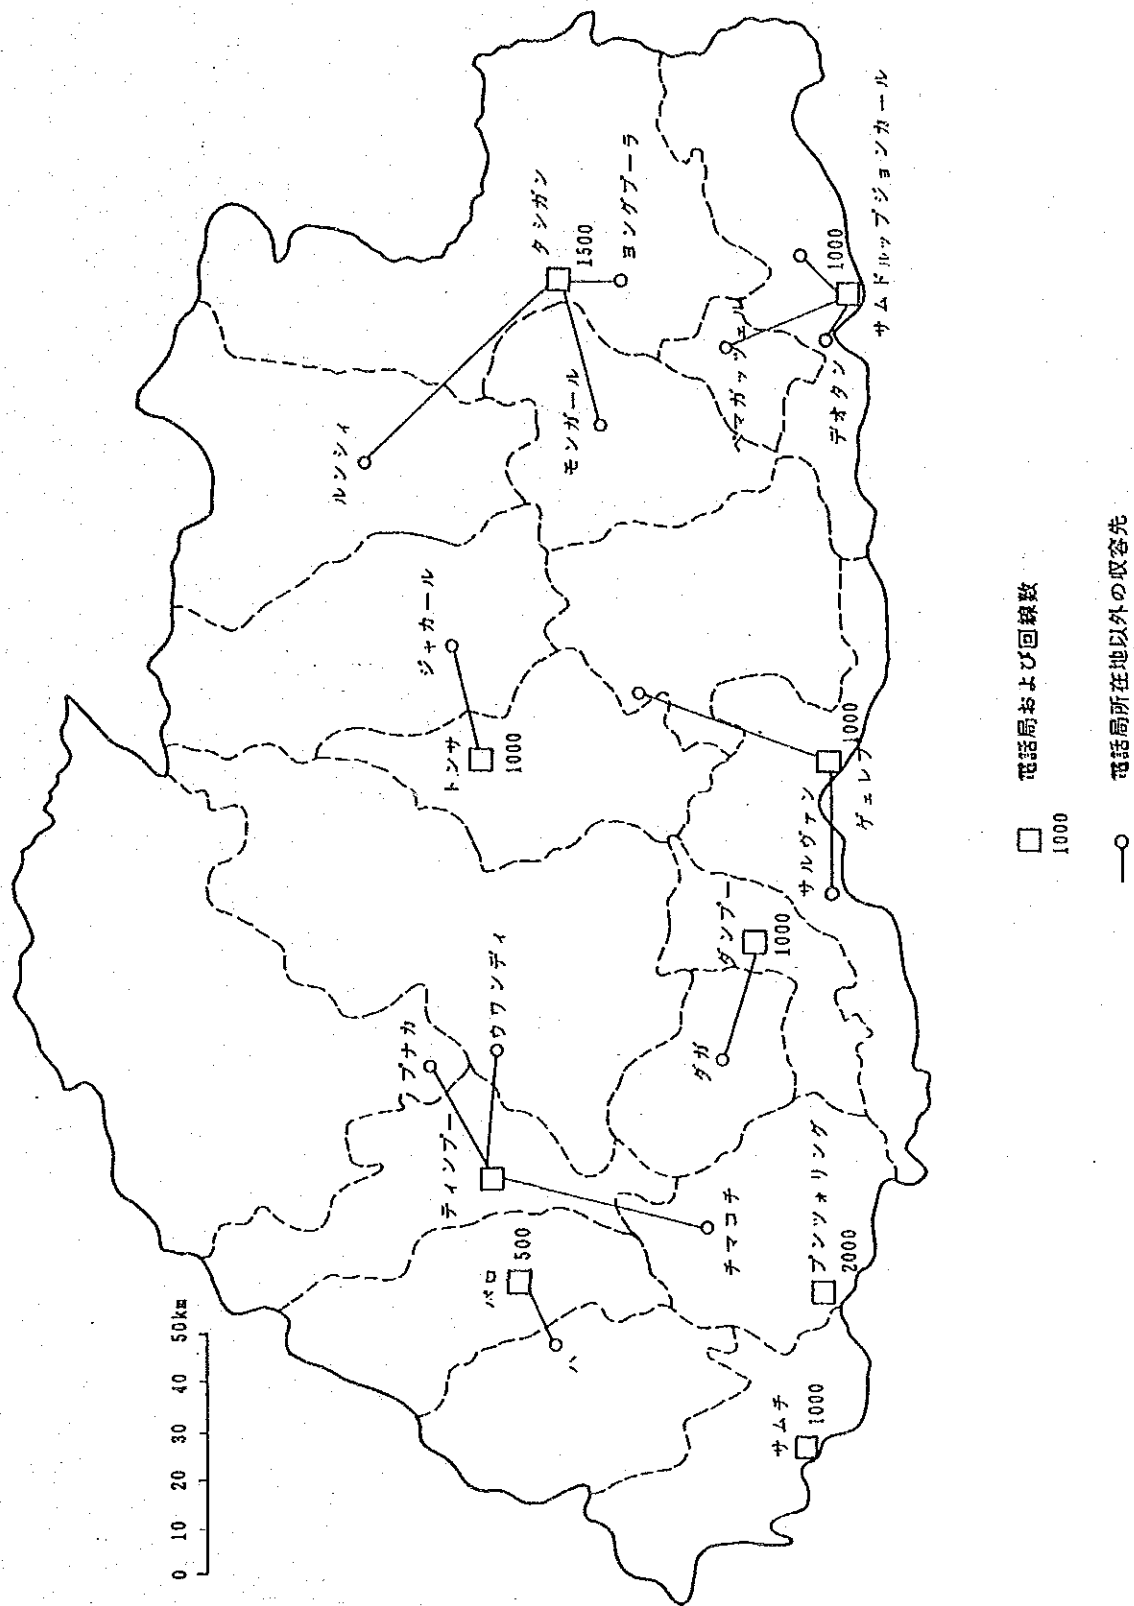 0 10 20 30 40 50km
ルンシィ
タシガン
1500
ヨングプーラ
モンガール
ペマガッツェル
デオタン
1000
サムドルップジョンカール
ジャカール
トンサ
1000
1000
ゲェレフ
サルヴァン
プナカ
ウワンディ
ティンプー
ダンプー
1000
ダガ
パロ
500
ハ
チマコチ
プンツォリング
2000
サムチ
1000
1000
電話局および回線数
電話局所在地以外の収容先